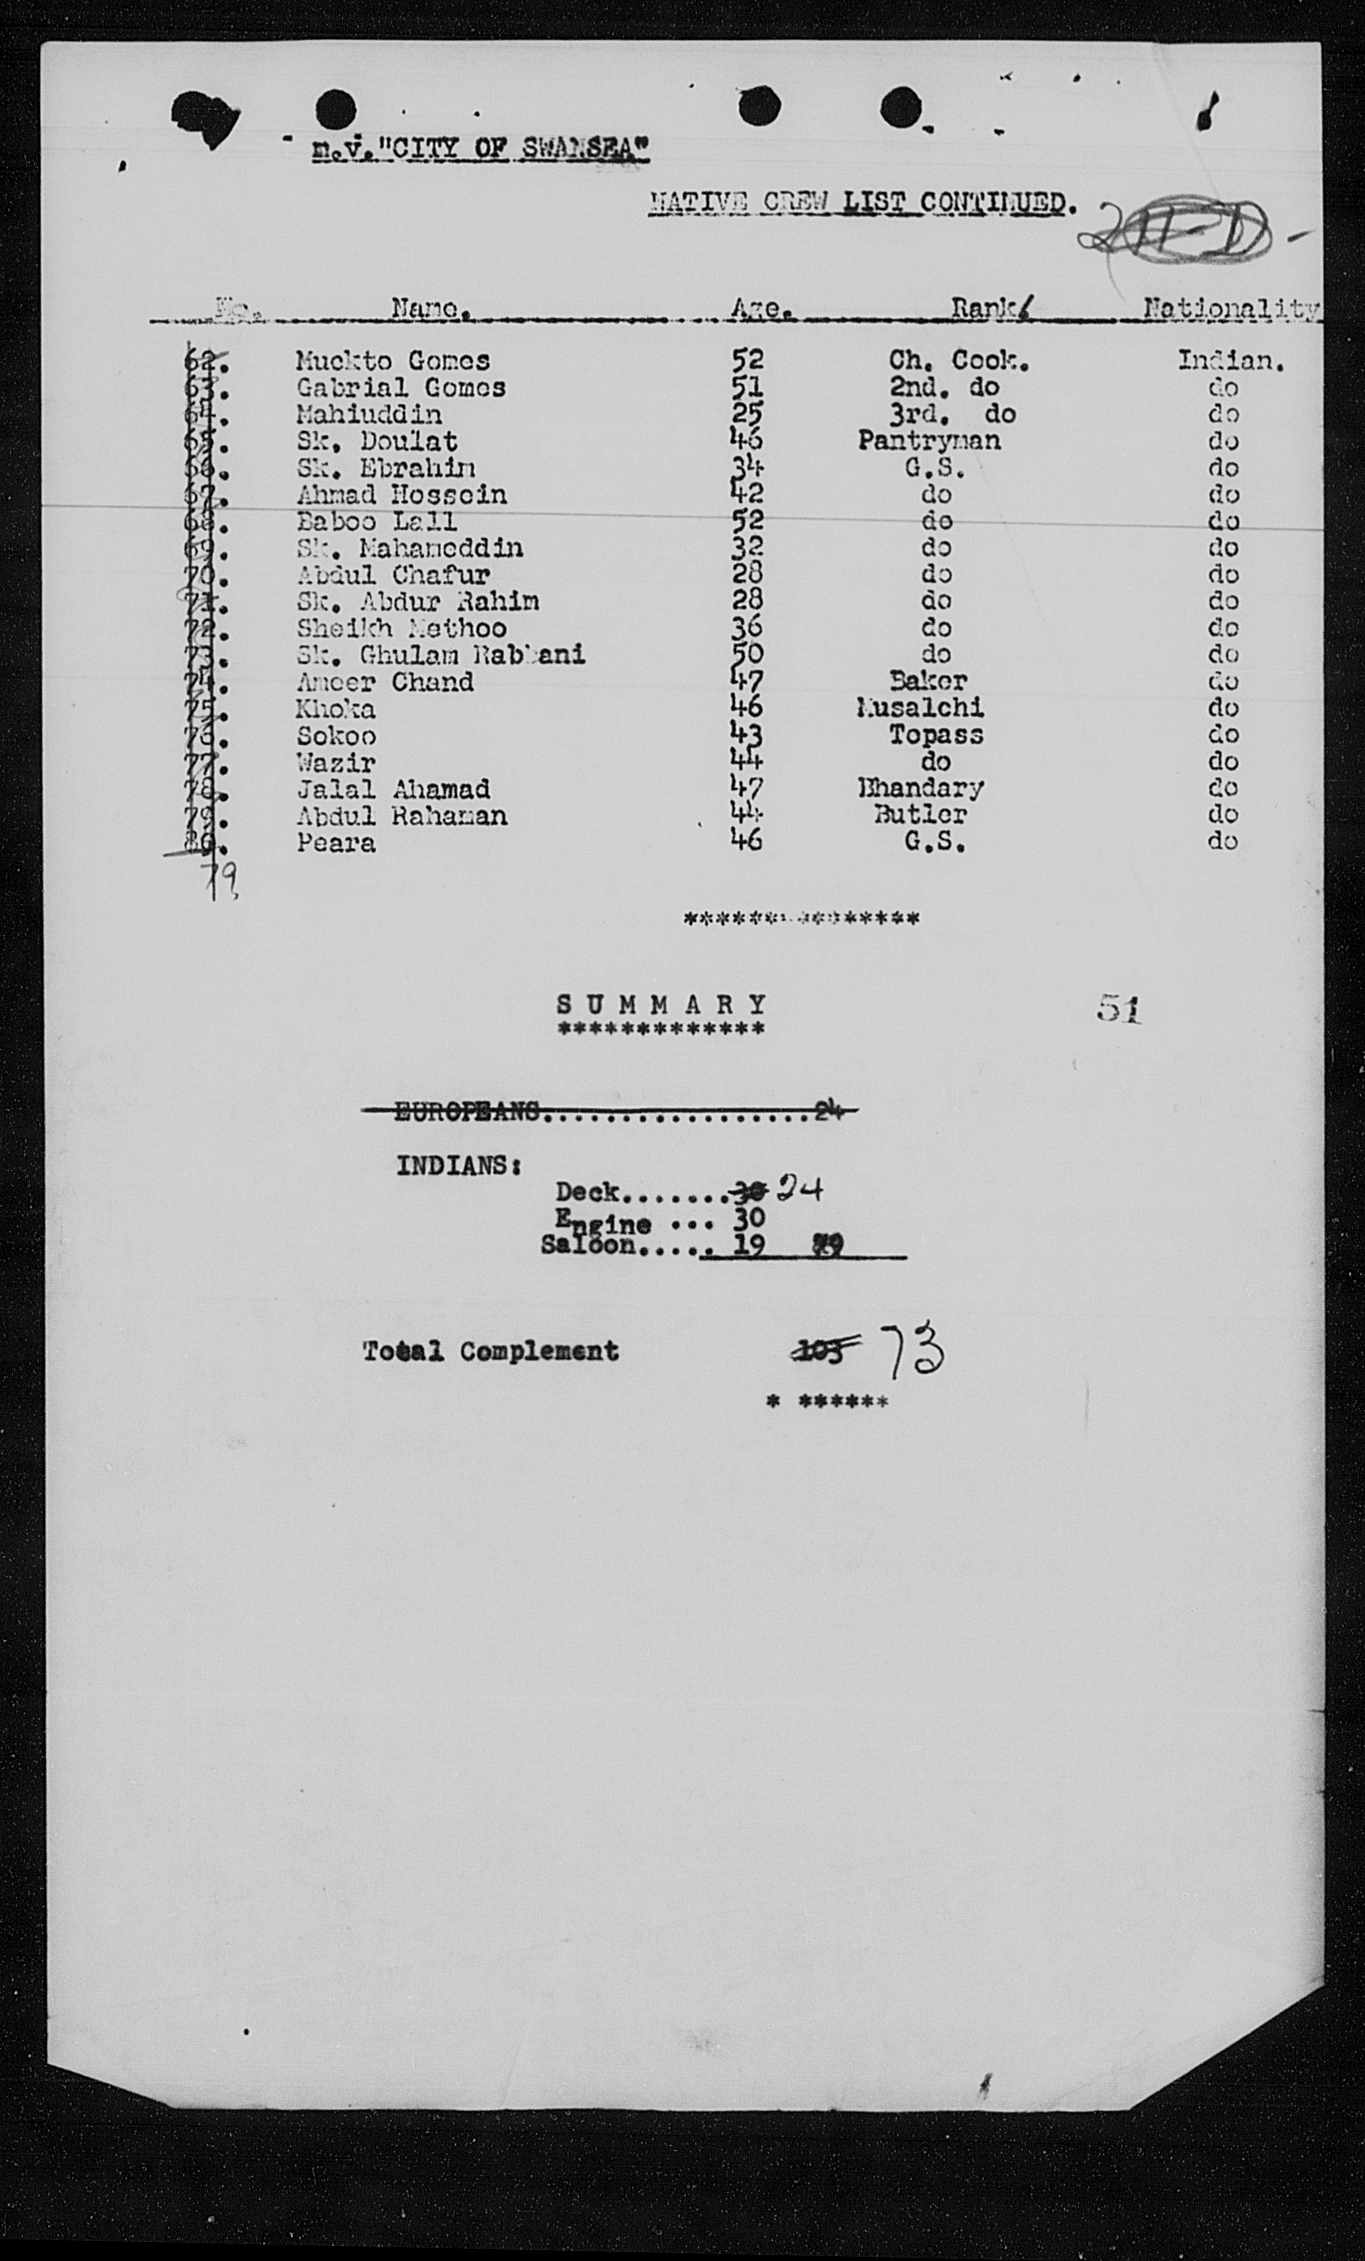 m.v."CITY OF SWANSEA"
NATIVE CREW LIST CONTINUED.
No. Name. Age. Rank. Nationality
62. Muckto Gomes 52 Ch. Cook. Indian.
63. Gabrial Gomes 51 2nd. do do
64. Mahiuddin 25 3rd. do do
65. Sk. Doulat 46 Pantryman do
66. Sk. Ebrahim 34 G.S. do
67. Ahmad Hossein 42 do do
68. Baboo Lall 52 do do
69. Sk. Mahameddin 32 do do
70. Abdul Chafur 28 do do
71. Sk. Abdur Rahim 28 do do
72. Sheikh Methoo 36 do do
73. Sk. Ghulam Rabbani 50 do do
74. Ameer Chand 47 Baker do
75. Khoka 46 Musalchi do
76. Sokoo 43 Topass do
77. Wazir 44 do do
78. Jalal Ahamad 47 Bhandary do
79. Abdul Rahaman 44 Butler do
80. Peara 46 G.S. do
79
***************
SUMMARY 51
*************
EUROPEANS.................24
INDIANS:
Deck.......30 24
Engine ... 30
Saloon..... 19 79
Total Complement 103 73
* ******